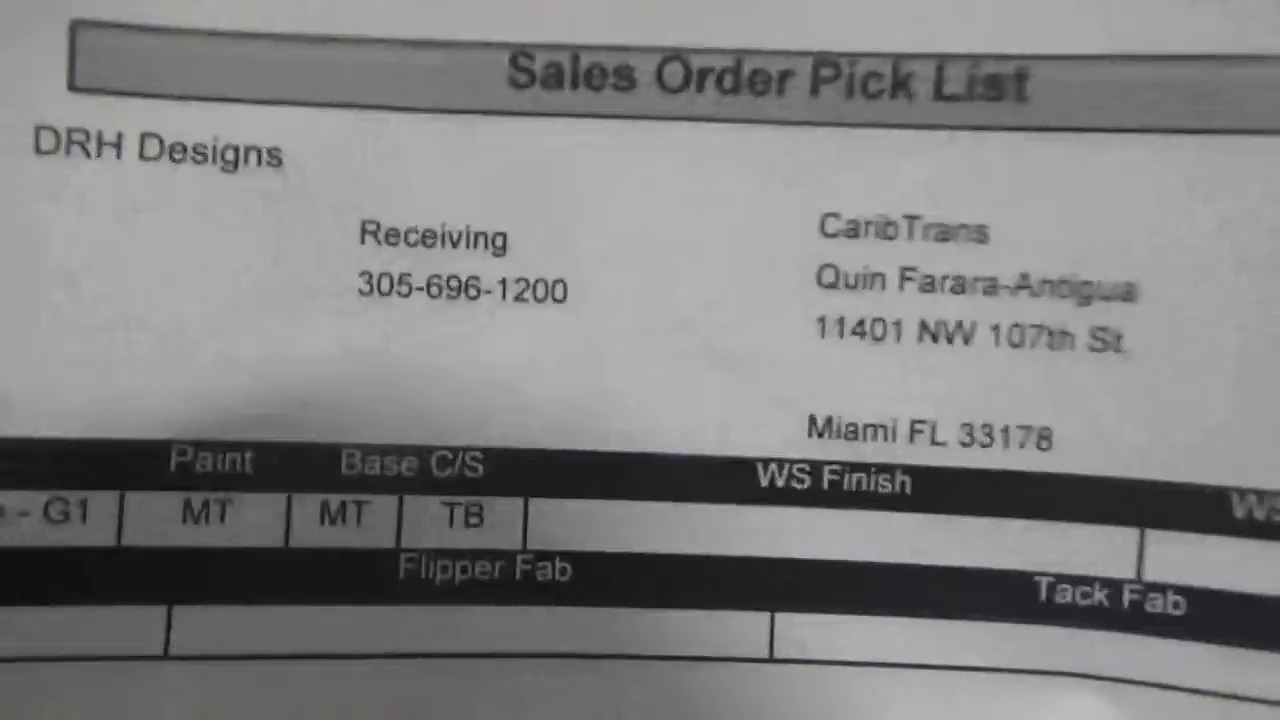 Sales Order Pick List
DRH Designs
Receiving
305-696-1200
CaribTrans
Quin Farara-Antigua
11401 NW 107th St.
Miami FL 33178
Paint Base C/S WS Finish
- G1 MT MT TB
Flipper Fab Tack Fab